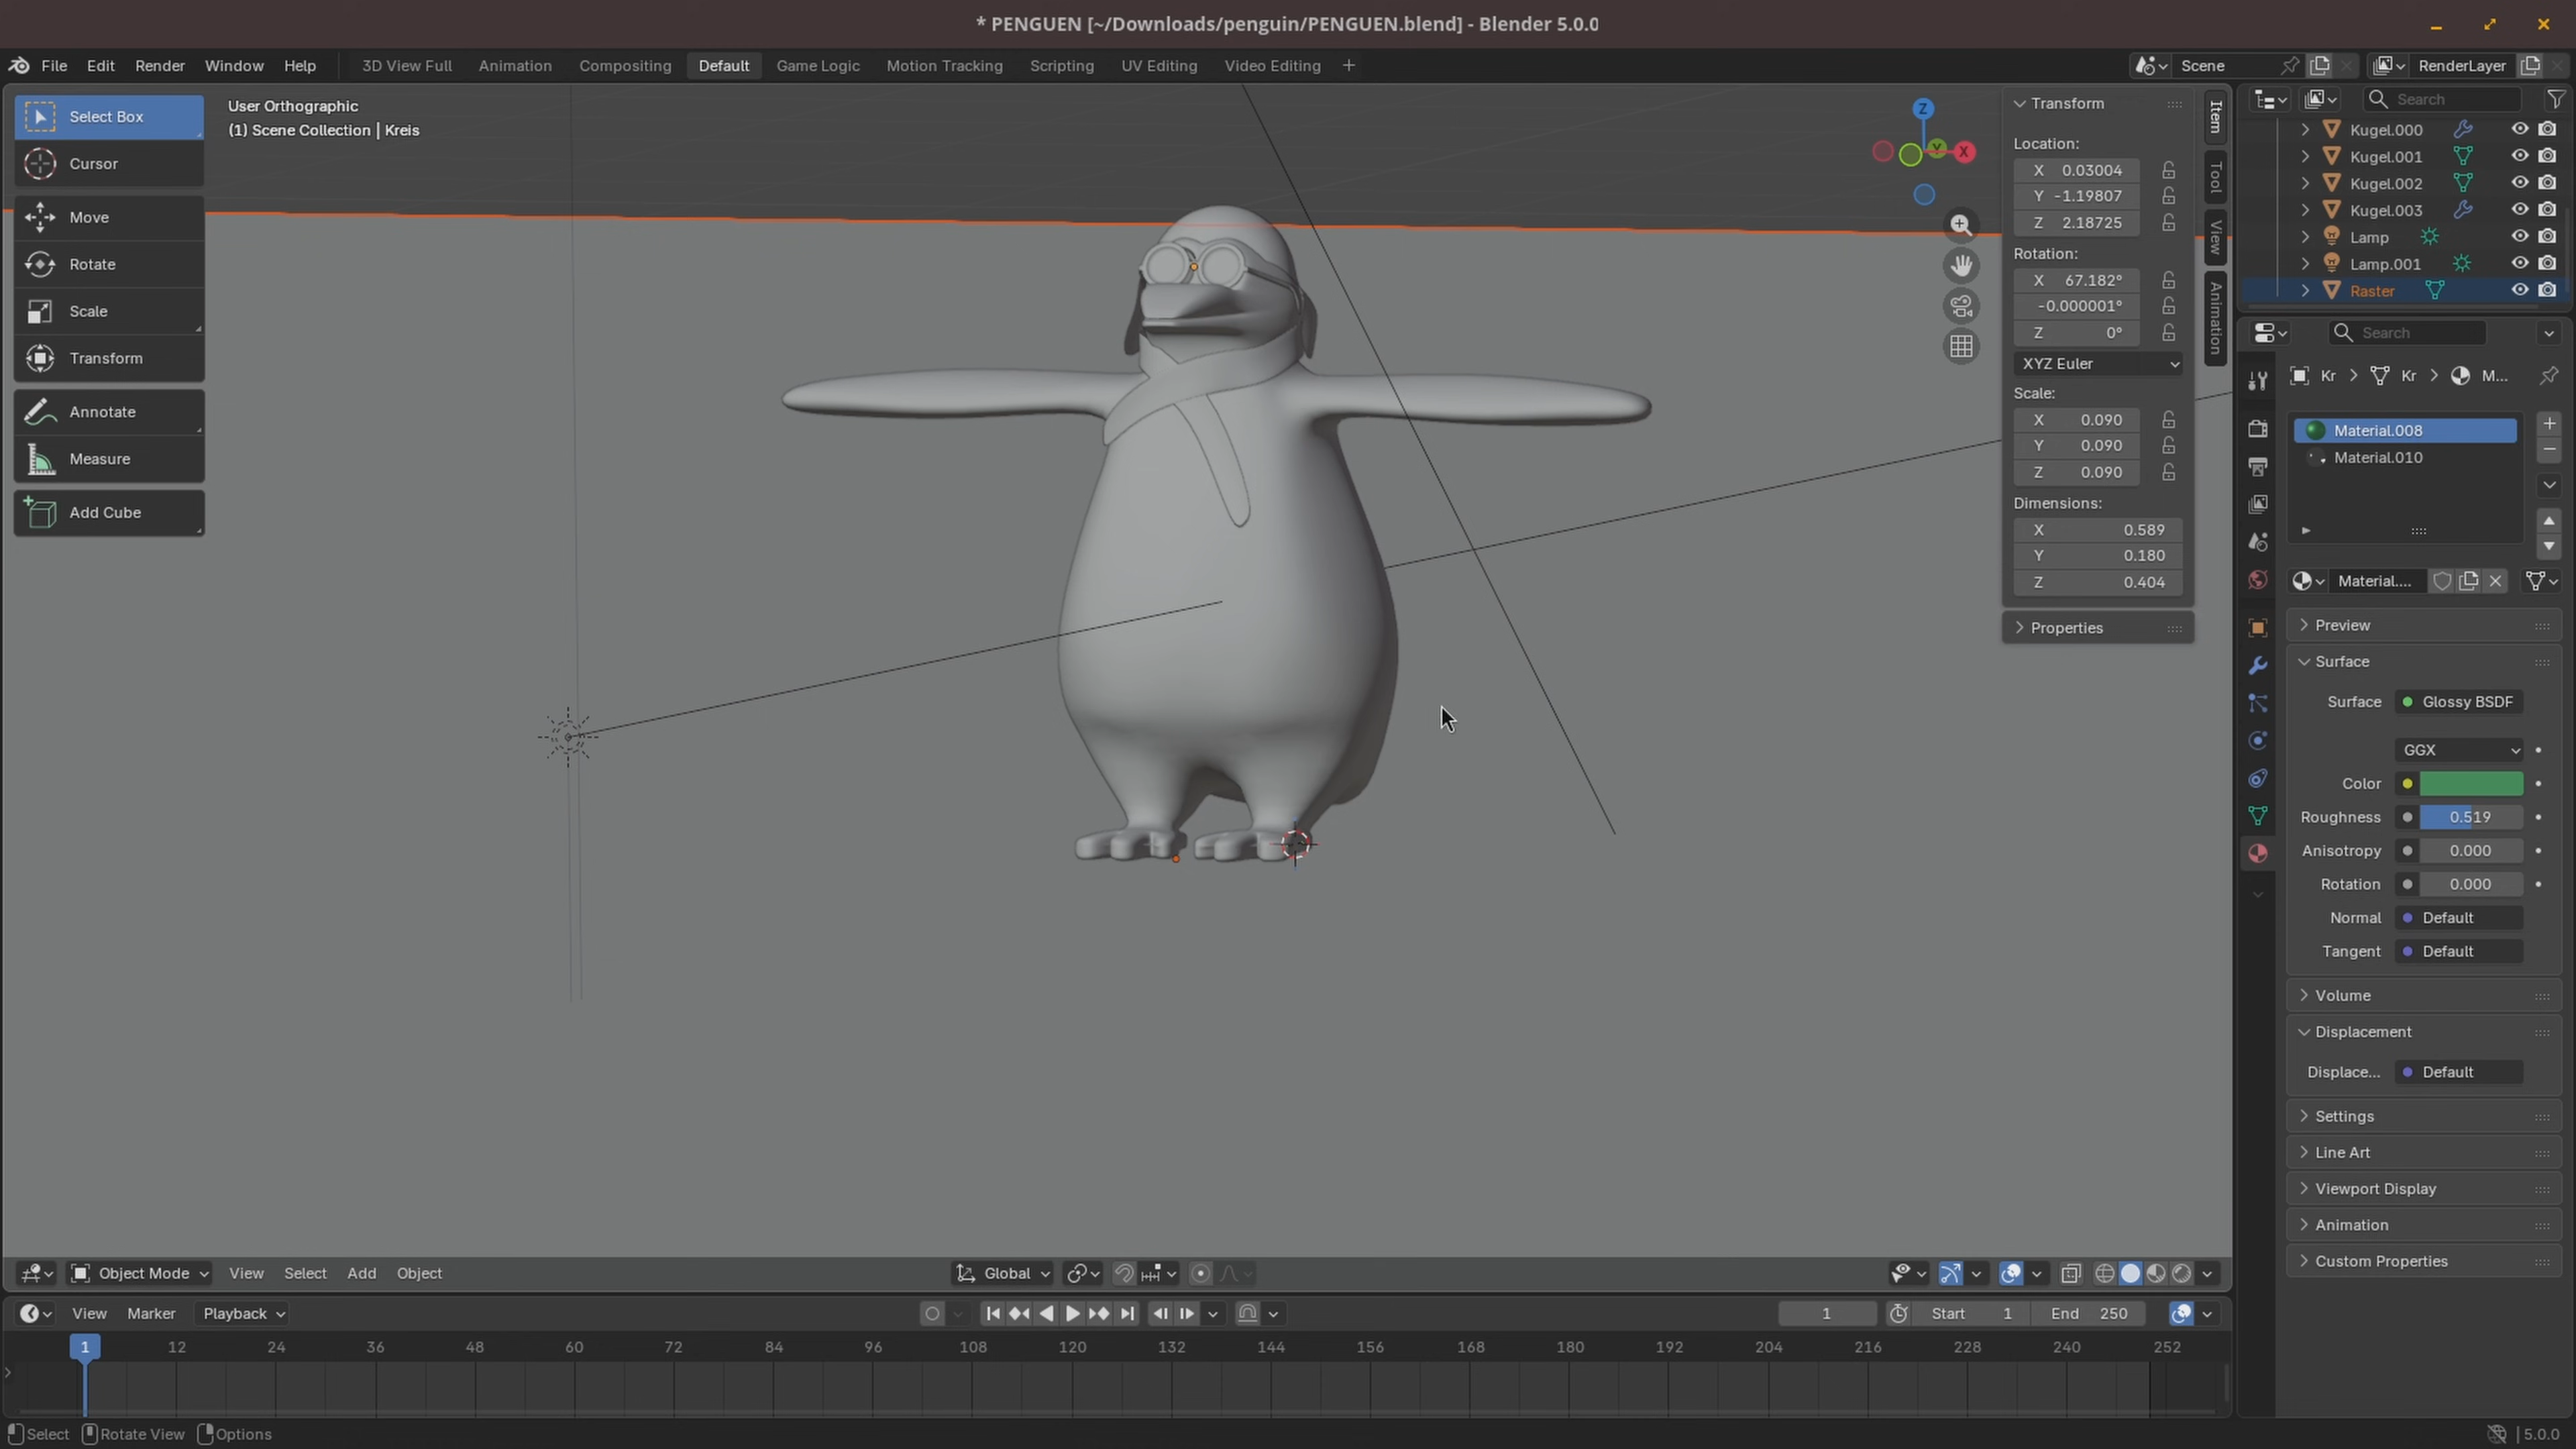 * PENGUEN [~/Downloads/penguin/PENGUEN.blend] - Blender 5.0.0
File Edit Render Window Help 3D View Full Animation Compositing Default Game Logic Motion Tracking Scripting UV Editing Video Editing + Scene RenderLayer
Select Box
Cursor
Move
Rotate
Scale
Transform
Annotate
Measure
Add Cube
User Orthographic
(1) Scene Collection | Kreis
Z
Y
X
Transform
Location:
X 0.03004
Y -1.19807
Z 2.18725
Rotation:
X 67.182°
-0.000001°
Z 0°
XYZ Euler
Scale:
X 0.090
Y 0.090
Z 0.090
Dimensions:
X 0.589
Y 0.180
Z 0.404
Properties
Item
Tool
View
Animation
Search
Kugel.000
Kugel.001
Kugel.002
Kugel.003
Lamp
Lamp.001
Raster
Search
Kr > Kr > M...
Material.008
Material.010
Material....
Preview
Surface
Surface Glossy BSDF
GGX
Color
Roughness 0.519
Anisotropy 0.000
Rotation 0.000
Normal Default
Tangent Default
Volume
Displacement
Displace... Default
Settings
Line Art
Viewport Display
Animation
Custom Properties
Object Mode View Select Add Object Global
View Marker Playback 1 Start 1 End 250
1 12 24 36 48 60 72 84 96 108 120 132 144 156 168 180 192 204 216 228 240 252
Select Rotate View Options 5.0.0